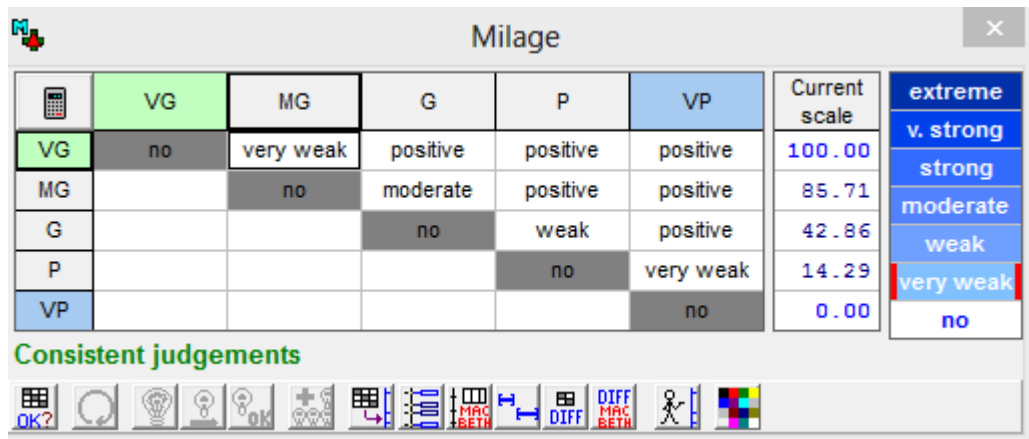 Milage
VG MG G P VP Current scale extreme
v. strong
VG no very weak positive positive positive 100.00
strong
MG no moderate positive positive 85.71
moderate
G no weak positive 42.86
weak
P no very weak 14.29
very weak
VP no 0.00
no
Consistent judgements
OK? OK MAC BETH DIFF DIFF MAC BETH